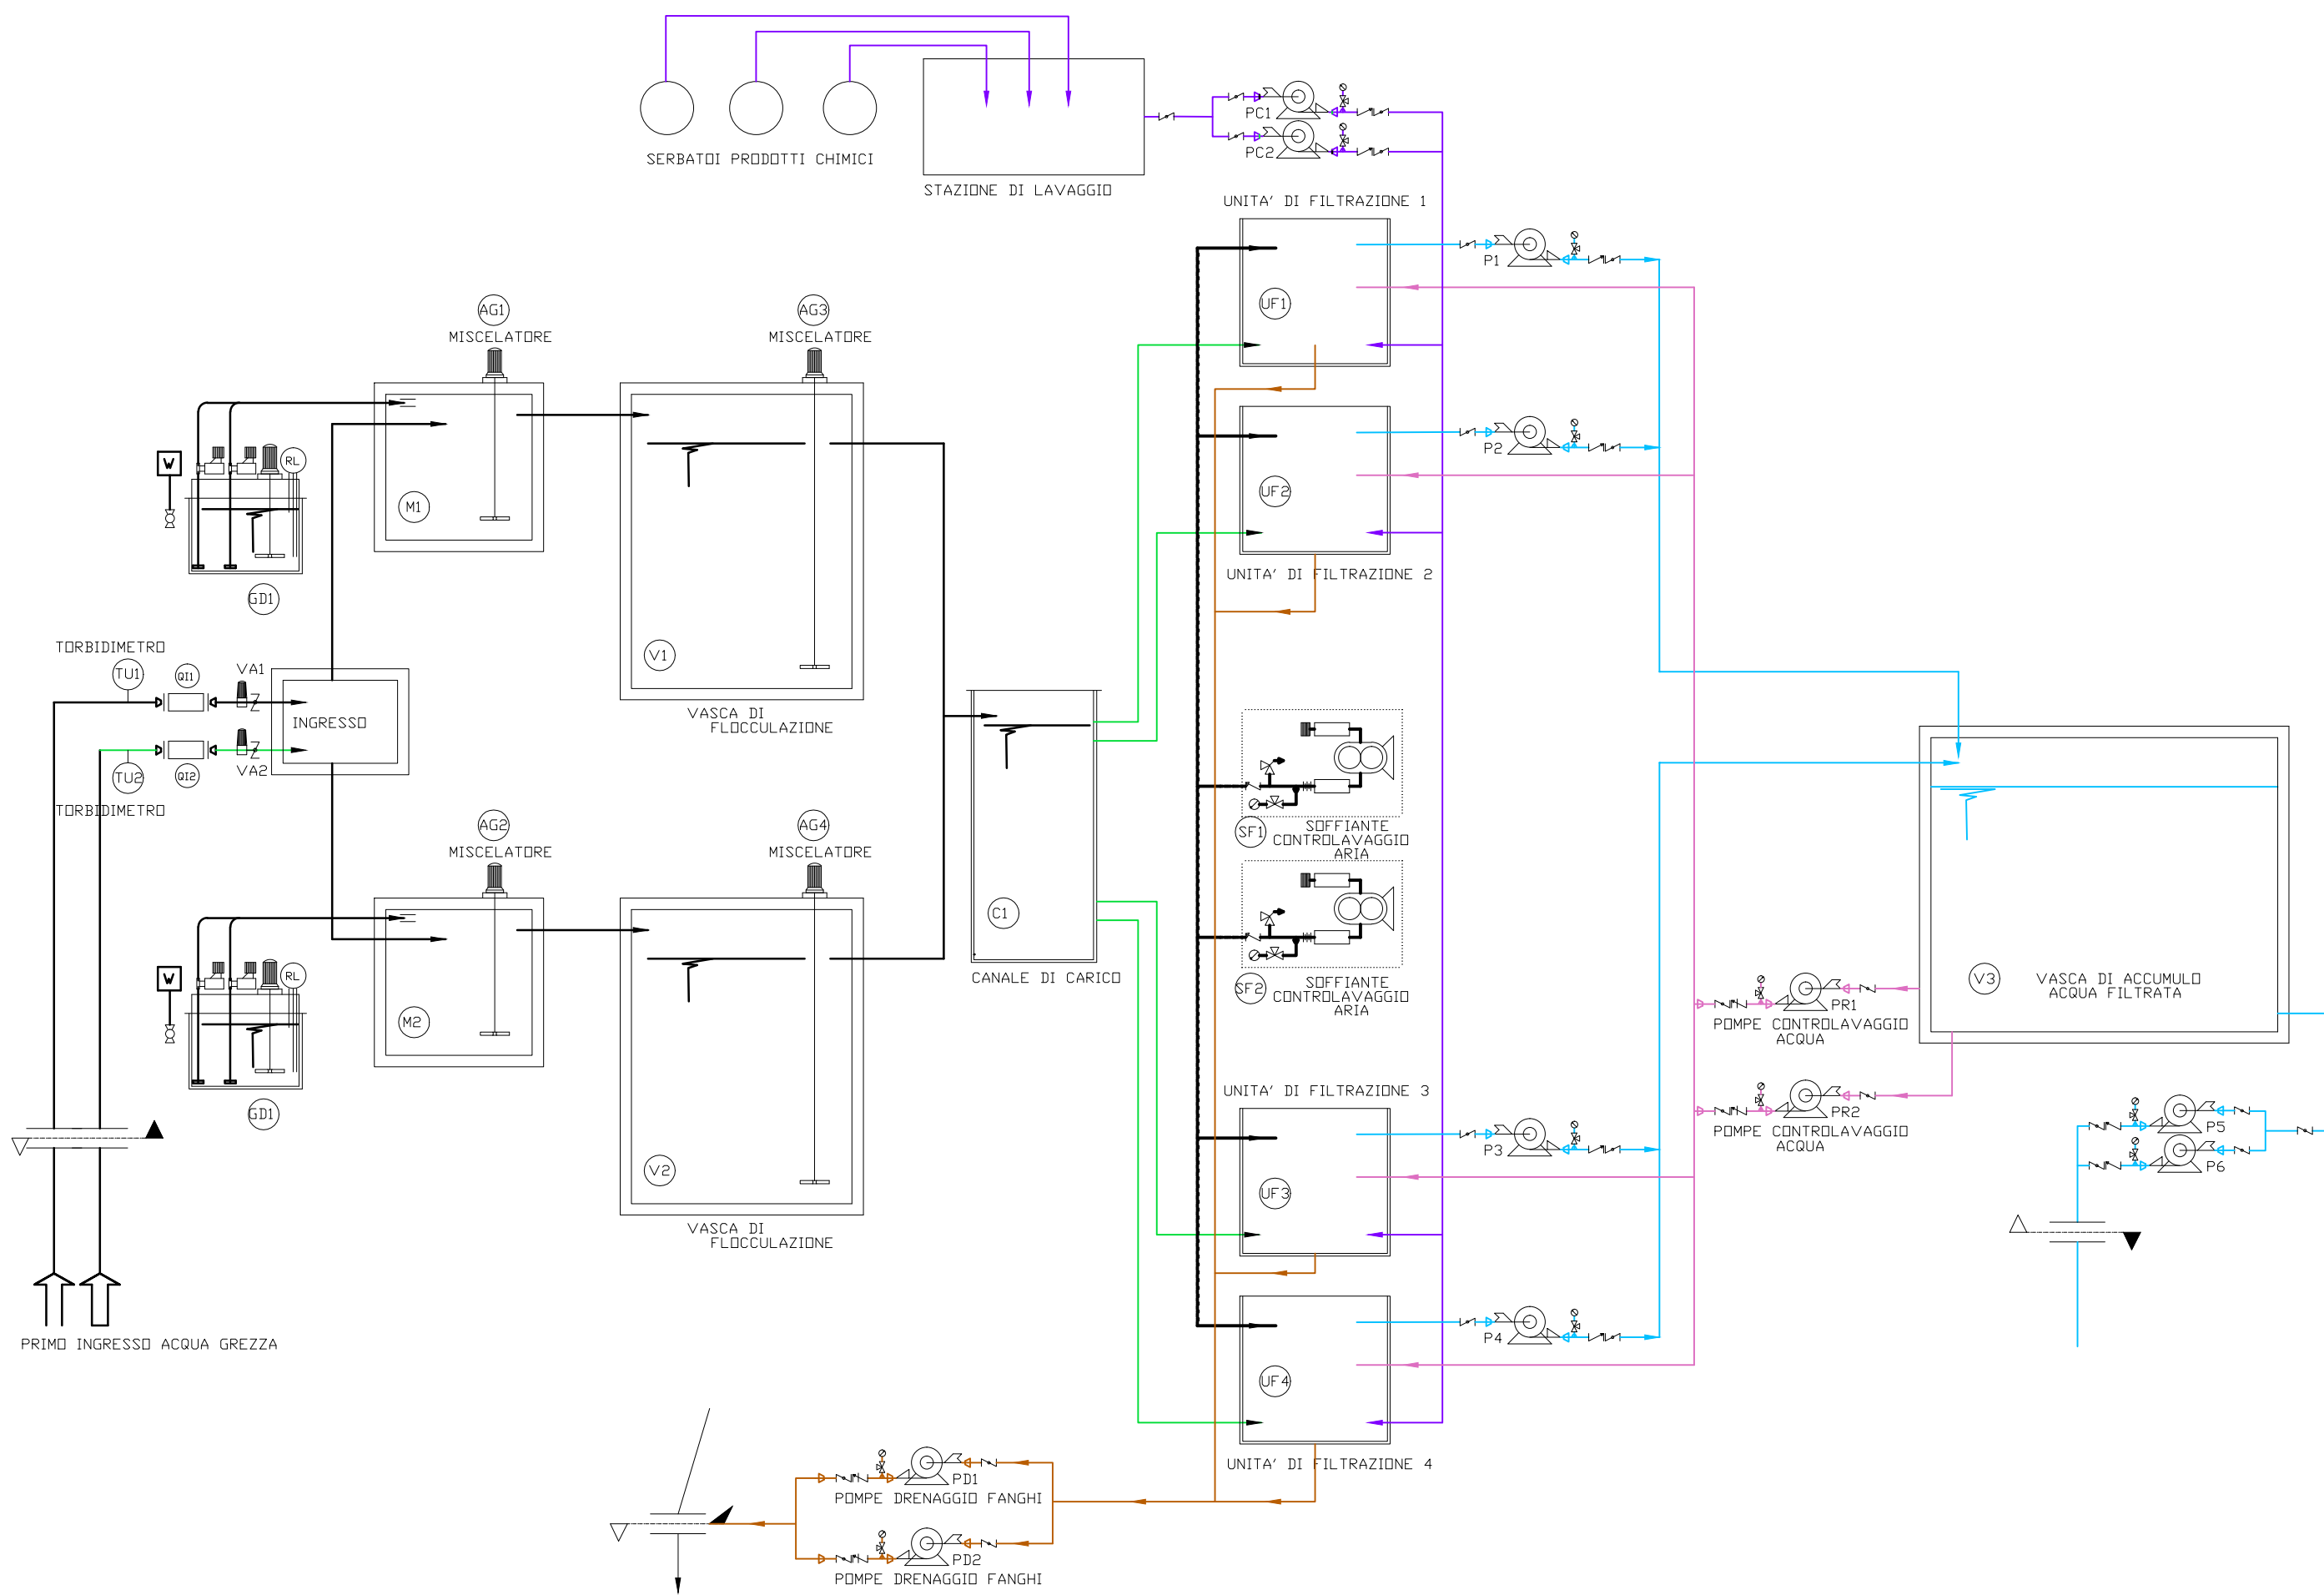 SERBATOI PRODOTTI CHIMICI
STAZIONE DI LAVAGGIO
PC1
PC2
UNITA' DI FILTRAZIONE 1
P1
UF1
AG1
MISCELATORE
AG3
MISCELATORE
P2
UF2
UNITA' DI FILTRAZIONE 2
W
RL
M1
GD1
V1
VASCA DI
FLOCCULAZIONE
TORBIDIMETRO
TU1
QI1
VA1
INGRESSO
TU2
QI2
VA2
TORBIDIMETRO
SF1
SOFFIANTE
CONTROLAVAGGIO
ARIA
AG2
MISCELATORE
AG4
MISCELATORE
C1
CANALE DI CARICO
SF2
SOFFIANTE
CONTROLAVAGGIO
ARIA
W
RL
M2
GD1
V2
VASCA DI
FLOCCULAZIONE
V3
VASCA DI ACCUMULO
ACQUA FILTRATA
PR1
POMPE CONTROLAVAGGIO
ACQUA
PR2
POMPE CONTROLAVAGGIO
ACQUA
P5
P6
UNITA' DI FILTRAZIONE 3
P3
UF3
P4
UF4
UNITA' DI FILTRAZIONE 4
PRIMO INGRESSO ACQUA GREZZA
PD1
POMPE DRENAGGIO FANGHI
PD2
POMPE DRENAGGIO FANGHI